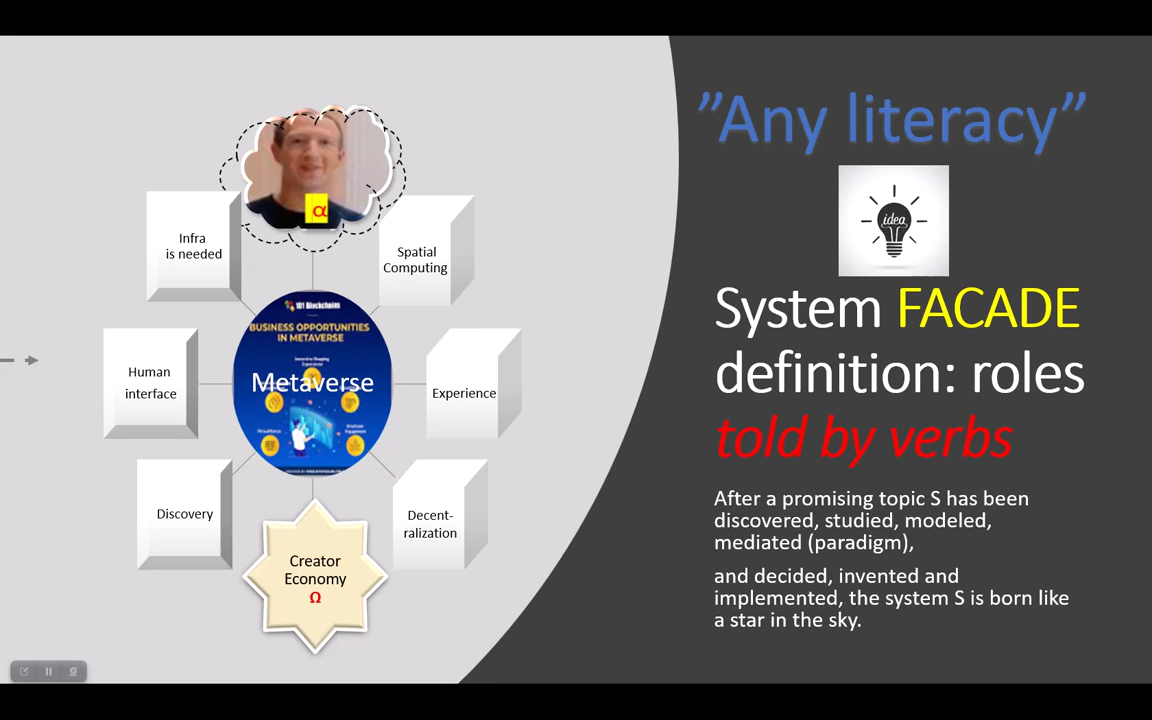 ”Any literacy”
idea
System FACADE
definition: roles
told by verbs
After a promising topic S has been
discovered, studied, modeled,
mediated (paradigm),
and decided, invented and
implemented, the system S is born like
a star in the sky.
α
Infra
is needed
Spatial
Computing
Human
interface
101 Blockchains
BUSINESS OPPORTUNITIES
IN METAVERSE
Metaverse
Experience
Discovery
Decent-
ralization
Creator
Economy
Ω